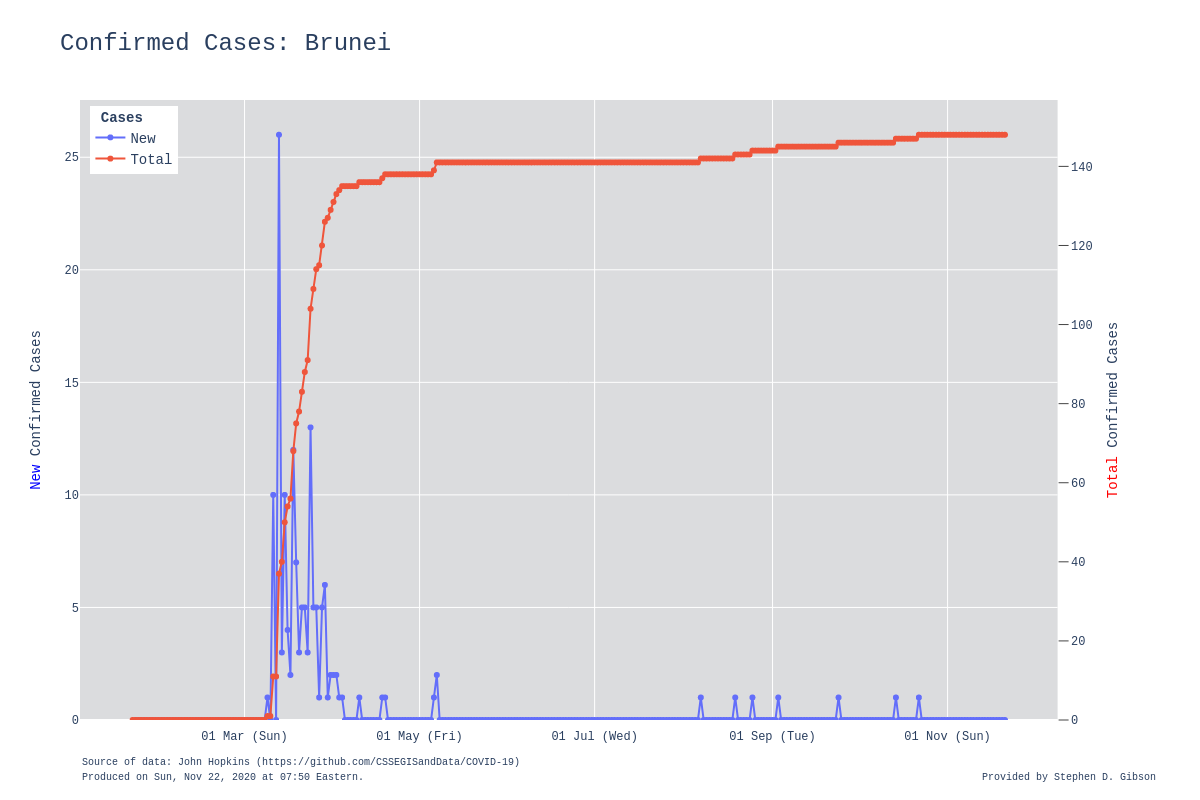 Confirmed Cases: Brunei
Cases
New
Total
25
20
15
10
5
0
140
120
100
80
60
40
20
0
New Confirmed Cases
Total Confirmed Cases
01 Mar (Sun)
01 May (Fri)
01 Jul (Wed)
01 Sep (Tue)
01 Nov (Sun)
Source of data: John Hopkins (https://github.com/CSSEGISandData/COVID-19)
Produced on Sun, Nov 22, 2020 at 07:50 Eastern.
Provided by Stephen D. Gibson